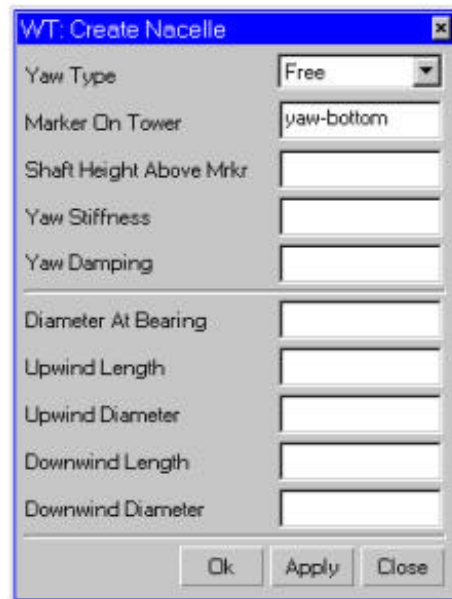 WT: Create Nacelle
Yaw Type Free
Marker On Tower yaw-bottom
Shaft Height Above Mrkr
Yaw Stiffness
Yaw Damping
Diameter At Bearing
Upwind Length
Upwind Diameter
Downwind Length
Downwind Diameter
Ok Apply Close